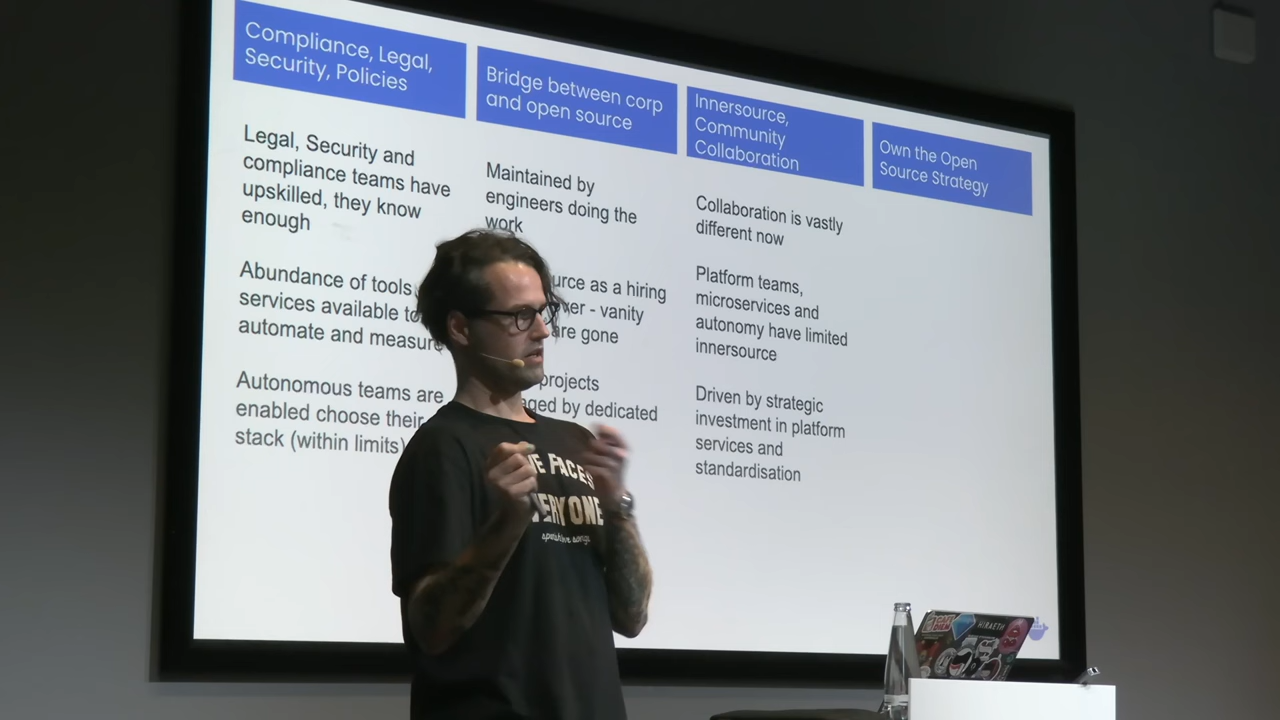 Compliance, Legal,
Security, Policies
Legal, Security and
compliance teams have
upskilled, they know
enough
Abundance of tools
services available to
automate and measure
Autonomous teams are
enabled choose their
stack (within limits)
Bridge between corp
and open source
Maintained by
engineers doing the
work
as a hiring
- vanity
are gone
projects
by dedicated
Innersource,
Community
Collaboration
Collaboration is vastly
different now
Platform teams,
microservices and
autonomy have limited
innersource
Driven by strategic
investment in platform
services and
standardisation
Own the Open
Source Strategy
FACES
EVERYONE
HIRAETH